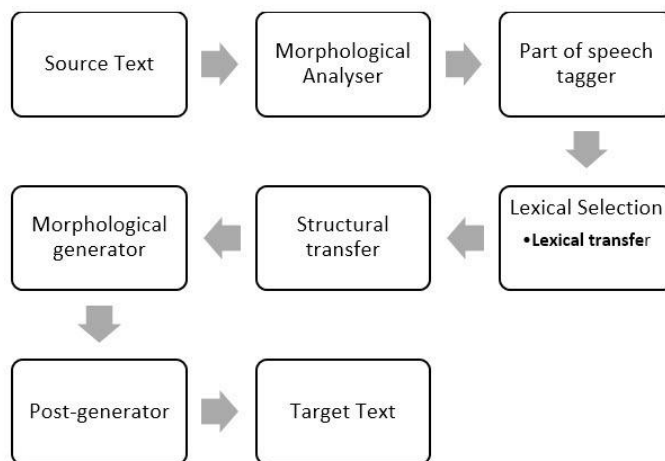 Source Text
Morphological
Analyser
Part of speech
tagger
Lexical Selection
•Lexical transfer
Structural
transfer
Morphological
generator
Post-generator
Target Text